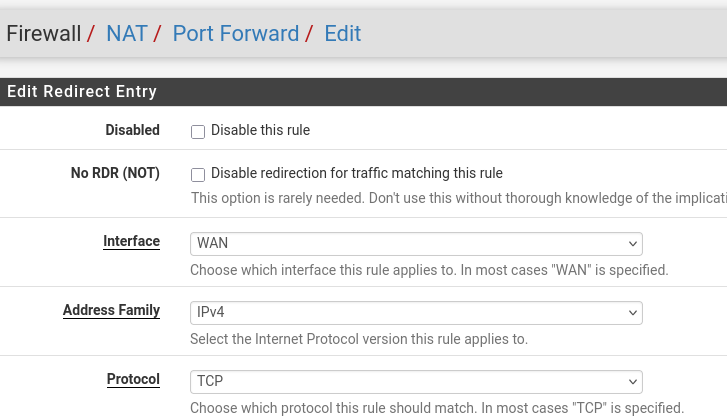 Firewall / NAT / Port Forward / Edit
Edit Redirect Entry
Disabled Disable this rule
No RDR (NOT) Disable redirection for traffic matching this rule
This option is rarely needed. Don't use this without thorough knowledge of the
Interface WAN
Choose which interface this rule applies to. In most cases "WAN" is specified.
Address Family IPv4
Select the Internet Protocol version this rule applies to.
Protocol TCP
Choose which protocol this rule should match. In most cases "TCP" is specified.